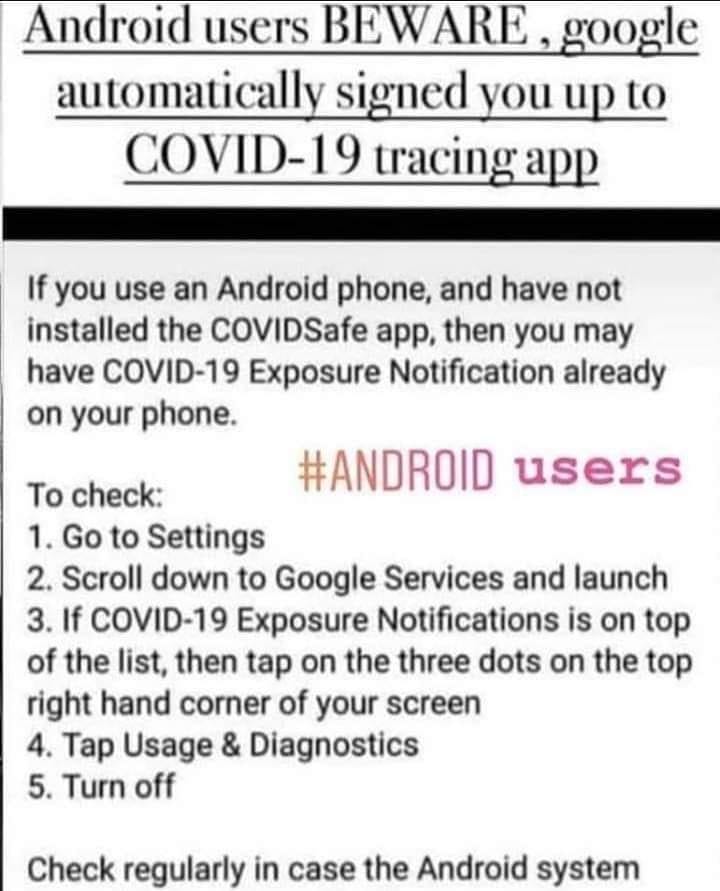 Android users BEWARE , google
automatically signed you up to
COVID-19 tracing app
If you use an Android phone, and have not
installed the COVIDSafe app, then you may
have COVID-19 Exposure Notification already
on your phone.
#ANDROID users
To check:
1. Go to Settings
2. Scroll down to Google Services and launch
3. If COVID-19 Exposure Notifications is on top
of the list, then tap on the three dots on the top
right hand corner of your screen
4. Tap Usage & Diagnostics
5. Turn off
Check regularly in case the Android system